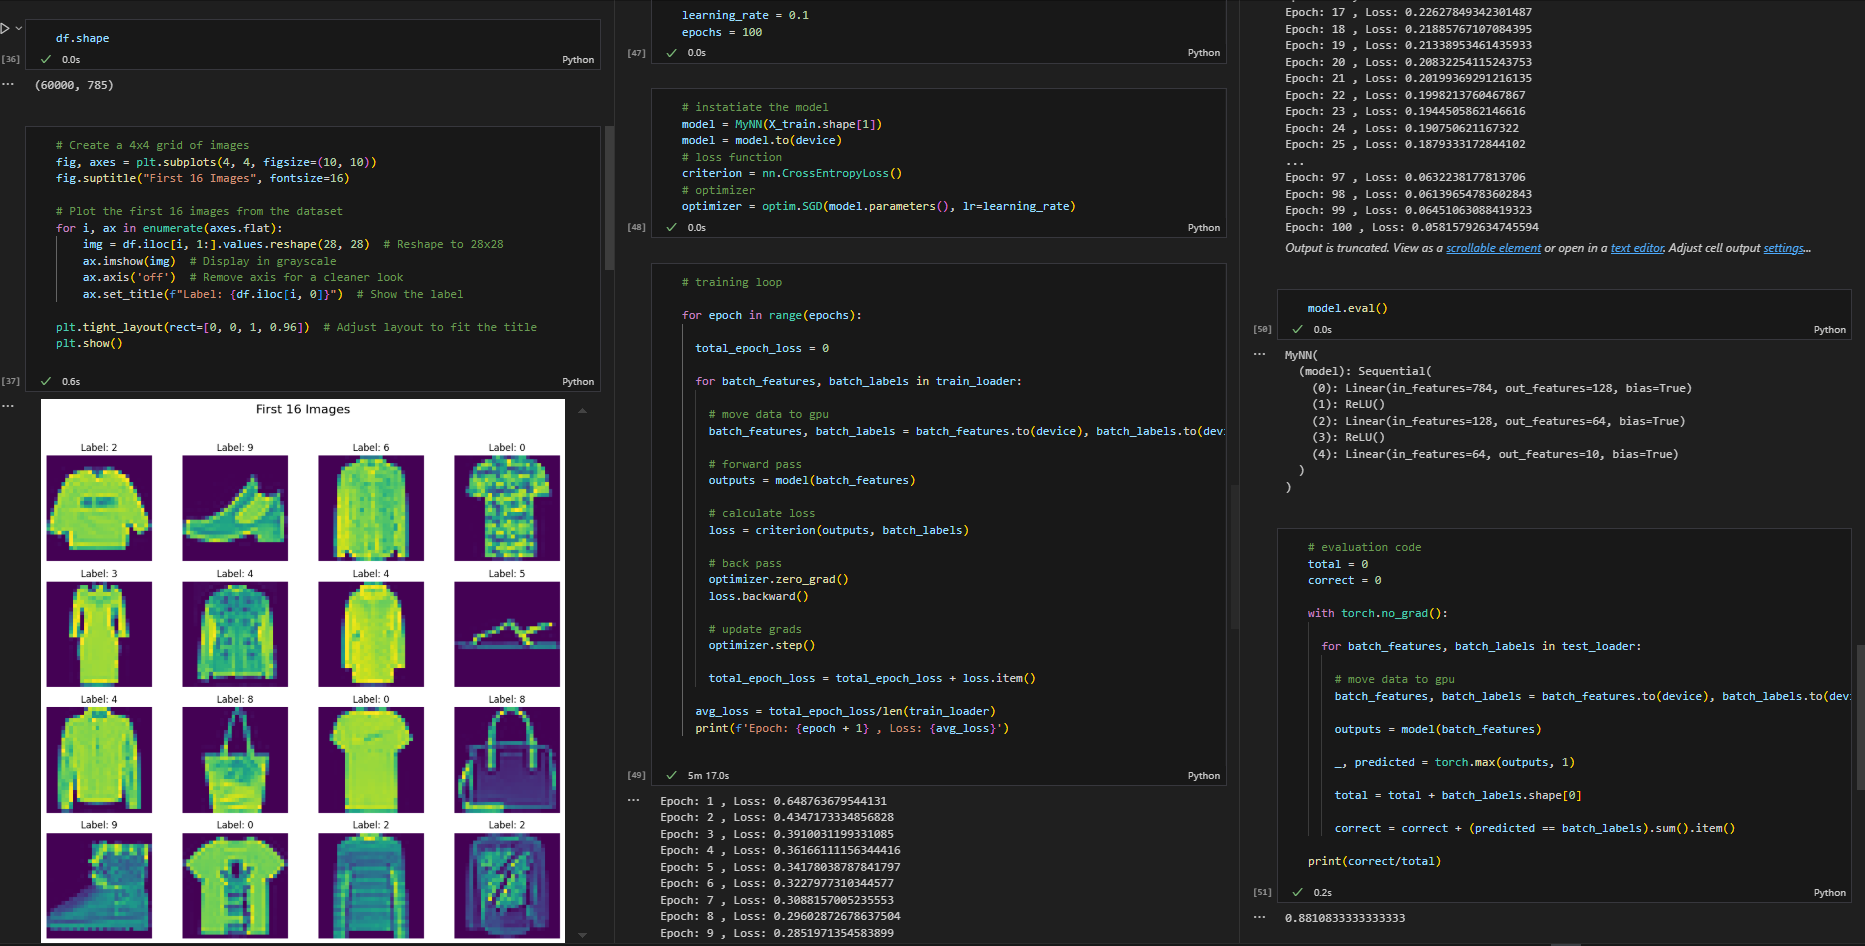 df.shape
[36]
0.0s
Python
(60000, 785)
# Create a 4x4 grid of images
fig, axes = plt.subplots(4, 4, figsize=(10, 10))
fig.suptitle("First 16 Images", fontsize=16)
# Plot the first 16 images from the dataset
for i, ax in enumerate(axes.flat):
img = df.iloc[i, 1:].values.reshape(28, 28)  # Reshape to 28x28
ax.imshow(img)  # Display in grayscale
ax.axis('off')  # Remove axis for a cleaner look
ax.set_title(f"Label: {df.iloc[i, 0]}")  # Show the label
plt.tight_layout(rect=[0, 0, 1, 0.96])  # Adjust layout to fit the title
plt.show()
[37]
0.6s
Python
First 16 Images
Label: 2 Label: 9 Label: 6 Label: 0
Label: 3 Label: 4 Label: 4 Label: 5
Label: 4 Label: 8 Label: 0 Label: 8
Label: 9 Label: 0 Label: 2 Label: 2
learning_rate = 0.1
epochs = 100
[47]
0.0s
Python
# instatiate the model
model = MyNN(X_train.shape[1])
model = model.to(device)
# loss function
criterion = nn.CrossEntropyLoss()
# optimizer
optimizer = optim.SGD(model.parameters(), lr=learning_rate)
[48]
0.0s
Python
# training loop
for epoch in range(epochs):
total_epoch_loss = 0
for batch_features, batch_labels in train_loader:
# move data to gpu
batch_features, batch_labels = batch_features.to(device), batch_labels.to(dev
# forward pass
outputs = model(batch_features)
# calculate loss
loss = criterion(outputs, batch_labels)
# back pass
optimizer.zero_grad()
loss.backward()
# update grads
optimizer.step()
total_epoch_loss = total_epoch_loss + loss.item()
avg_loss = total_epoch_loss/len(train_loader)
print(f'Epoch: {epoch + 1} , Loss: {avg_loss}')
[49]
5m 17.0s
Python
Epoch: 1 , Loss: 0.648763679544131
Epoch: 2 , Loss: 0.4347173334856828
Epoch: 3 , Loss: 0.3910031199331085
Epoch: 4 , Loss: 0.36166111156344416
Epoch: 5 , Loss: 0.34178038787841797
Epoch: 6 , Loss: 0.3227977310344577
Epoch: 7 , Loss: 0.3088157005235553
Epoch: 8 , Loss: 0.29602872678637504
Epoch: 9 , Loss: 0.2851971354583899
Epoch: 17 , Loss: 0.22627849342301487
Epoch: 18 , Loss: 0.21885767107084395
Epoch: 19 , Loss: 0.21338953461435933
Epoch: 20 , Loss: 0.20832254115243753
Epoch: 21 , Loss: 0.20199369291216135
Epoch: 22 , Loss: 0.1998213760467867
Epoch: 23 , Loss: 0.1944505862146616
Epoch: 24 , Loss: 0.190750621167322
Epoch: 25 , Loss: 0.1879333172844102
...
Epoch: 97 , Loss: 0.0632238177813706
Epoch: 98 , Loss: 0.06139654783602843
Epoch: 99 , Loss: 0.06451063088419323
Epoch: 100 , Loss: 0.05815792634745594
Output is truncated. View as a scrollable element or open in a text editor. Adjust cell output settings...
model.eval()
[50]
0.0s
Python
MyNN(
(model): Sequential(
(0): Linear(in_features=784, out_features=128, bias=True)
(1): ReLU()
(2): Linear(in_features=128, out_features=64, bias=True)
(3): ReLU()
(4): Linear(in_features=64, out_features=10, bias=True)
)
)
# evaluation code
total = 0
correct = 0
with torch.no_grad():
for batch_features, batch_labels in test_loader:
# move data to gpu
batch_features, batch_labels = batch_features.to(device), batch_labels.to(dev
outputs = model(batch_features)
_, predicted = torch.max(outputs, 1)
total = total + batch_labels.shape[0]
correct = correct + (predicted == batch_labels).sum().item()
print(correct/total)
[51]
0.2s
Python
0.8810833333333333